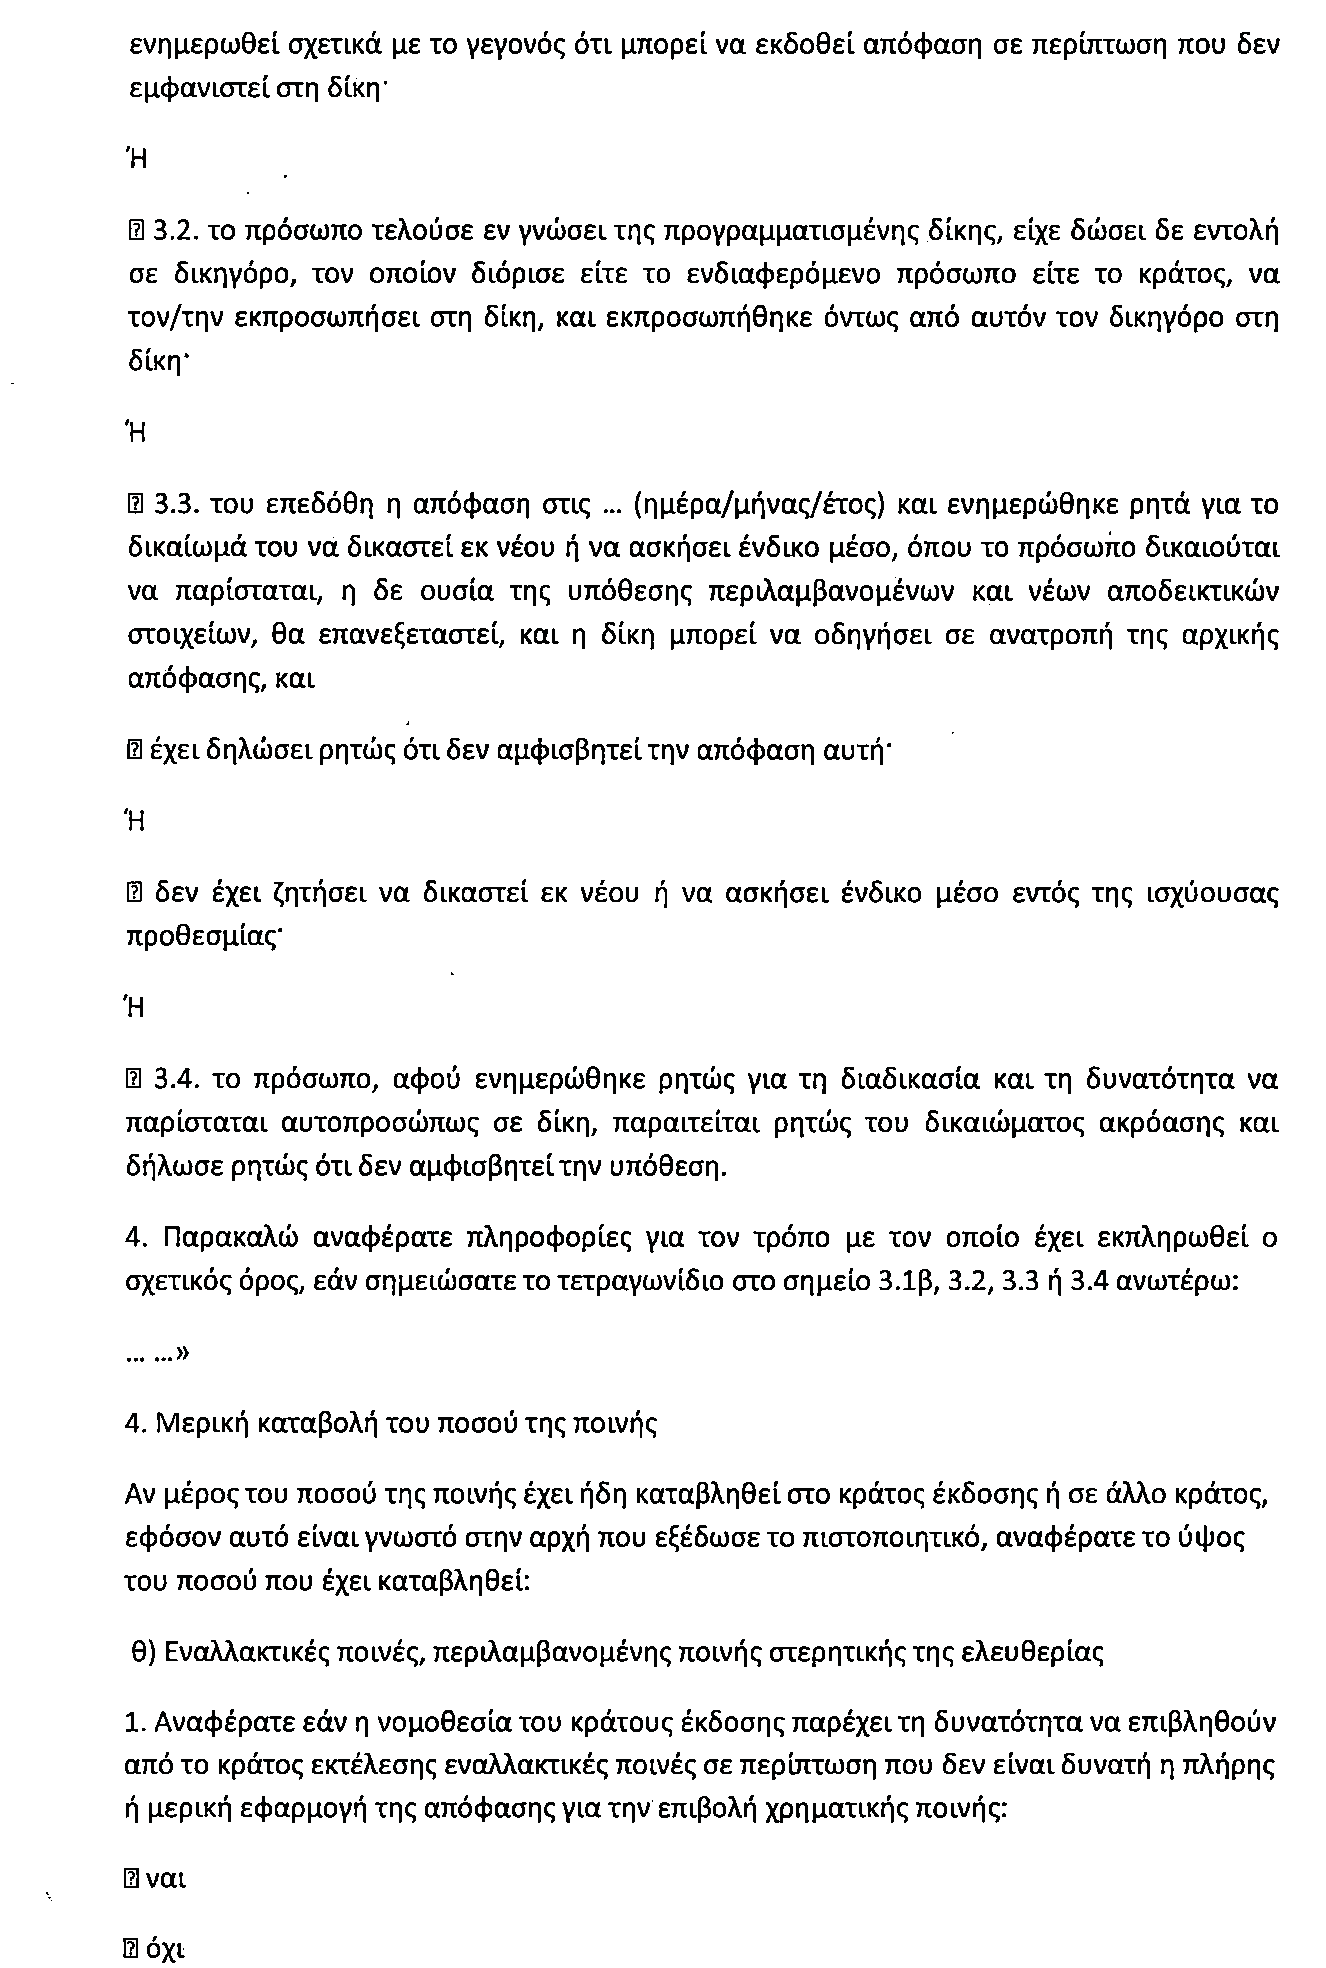 ενημερωθεί σχετικά με το γεγονός ότι μπορεί να εκδοθεί απόφαση σε περίπτωση που δεν
εμφανιστεί στη δίκη·
Ή
⍰ 3.2. το πρόσωπο τελούσε εν γνώσει της προγραμματισμένης δίκης, είχε δώσει δε εντολή
σε δικηγόρο, τον οποίον διόρισε είτε το ενδιαφερόμενο πρόσωπο είτε το κράτος, να
τον/την εκπροσωπήσει στη δίκη, και εκπροσωπήθηκε όντως από αυτόν τον δικηγόρο στη
δίκη·
Ή
⍰ 3.3. του επεδόθη η απόφαση στις ... (ημέρα/μήνας/έτος) και ενημερώθηκε ρητά για το
δικαίωμά του να δικαστεί εκ νέου ή να ασκήσει ένδικο μέσο, όπου το πρόσωπο δικαιούται
να παρίσταται, η δε ουσία της υπόθεσης περιλαμβανομένων και νέων αποδεικτικών
στοιχείων, θα επανεξεταστεί, και η δίκη μπορεί να οδηγήσει σε ανατροπή της αρχικής
απόφασης, και
⍰ έχει δηλώσει ρητώς ότι δεν αμφισβητεί την απόφαση αυτή·
Ή
⍰ δεν έχει ζητήσει να δικαστεί εκ νέου ή να ασκήσει ένδικο μέσο εντός της ισχύουσας
προθεσμίας·
Ή
⍰ 3.4. το πρόσωπο, αφού ενημερώθηκε ρητώς για τη διαδικασία και τη δυνατότητα να
παρίσταται αυτοπροσώπως σε δίκη, παραιτείται ρητώς του δικαιώματος ακρόασης και
δήλωσε ρητώς ότι δεν αμφισβητεί την υπόθεση.
4. Παρακαλώ αναφέρατε πληροφορίες για τον τρόπο με τον οποίο έχει εκπληρωθεί ο
σχετικός όρος, εάν σημειώσατε το τετραγωνίδιο στο σημείο 3.1β, 3.2, 3.3 ή 3.4 ανωτέρω:
... ...»
4. Μερική καταβολή του ποσού της ποινής
Αν μέρος του ποσού της ποινής έχει ήδη καταβληθεί στο κράτος έκδοσης ή σε άλλο κράτος,
εφόσον αυτό είναι γνωστό στην αρχή που εξέδωσε το πιστοποιητικό, αναφέρατε το ύψος
του ποσού που έχει καταβληθεί:
θ) Εναλλακτικές ποινές, περιλαμβανομένης ποινής στερητικής της ελευθερίας
1. Αναφέρατε εάν η νομοθεσία του κράτους έκδοσης παρέχει τη δυνατότητα να επιβληθούν
από το κράτος εκτέλεσης εναλλακτικές ποινές σε περίπτωση που δεν είναι δυνατή η πλήρης
ή μερική εφαρμογή της απόφασης για την επιβολή χρηματικής ποινής:
⍰ ναι
⍰ όχι